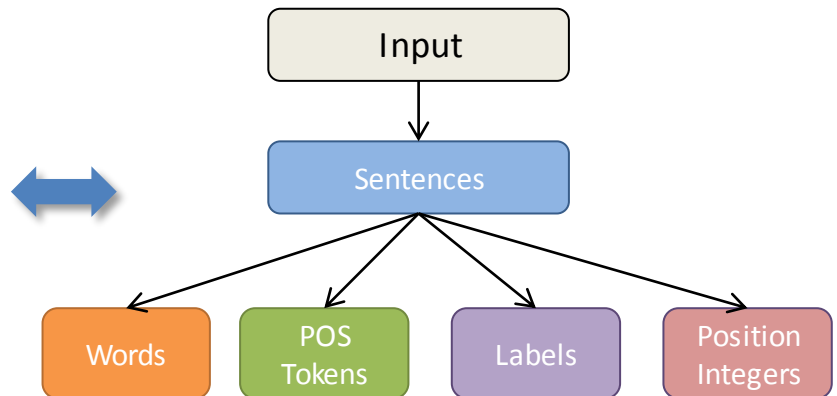 Input
Sentences
Words
POS
Tokens
Labels
Position
Integers